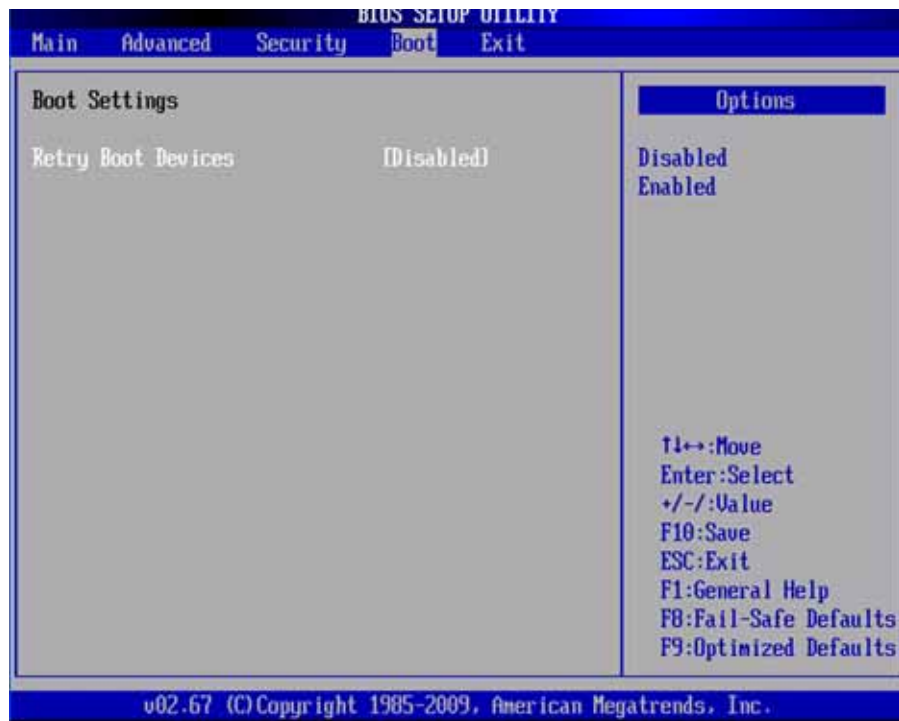 BIOS SETUP UTILITY
Main Advanced Security Boot Exit
Boot Settings
Retry Boot Devices [Disabled]
Options
Disabled
Enabled
↑↓↔:Move
Enter:Select
+/-/:Value
F10:Save
ESC:Exit
F1:General Help
F8:Fail-Safe Defaults
F9:Optimized Defaults
v02.67 (C)Copyright 1985-2009, American Megatrends, Inc.